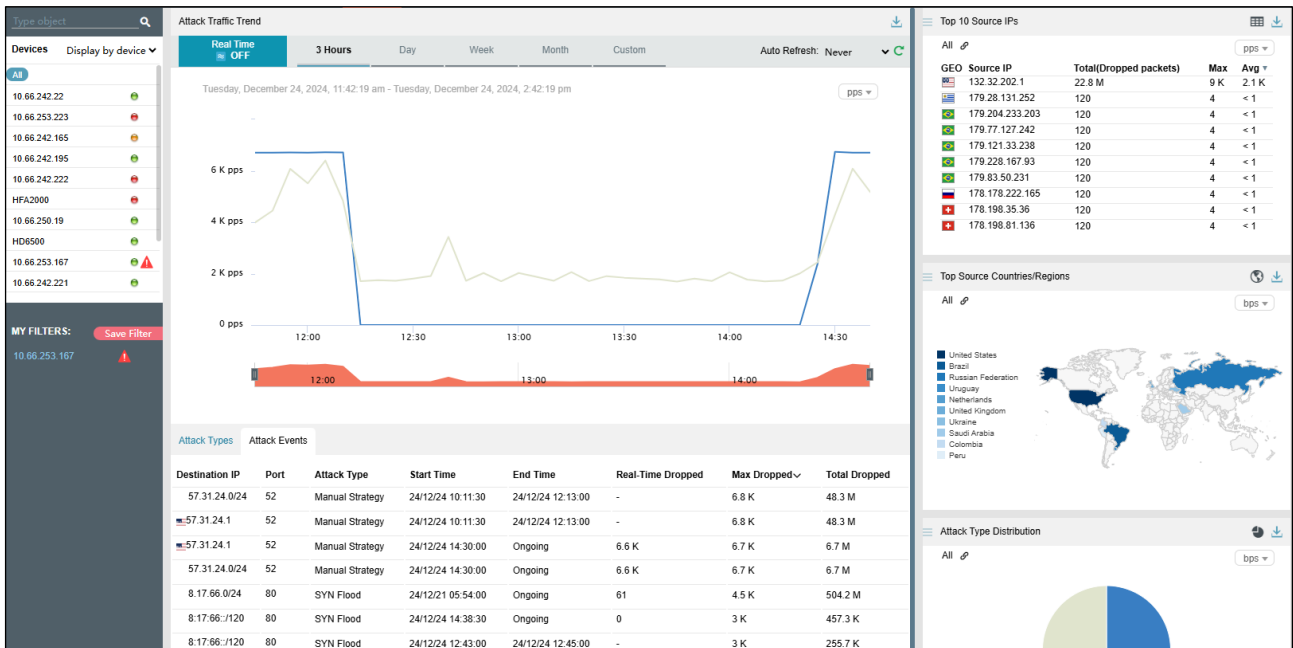 Type object
Devices Display by device
All
10.66.242.22
10.66.253.223
10.66.242.165
10.66.242.195
10.66.242.222
HFA2000
10.66.250.19
HD6500
10.66.253.167
10.66.242.221
MY FILTERS: Save Filter
10.66.253.167
Attack Traffic Trend
Real Time
OFF
3 Hours Day Week Month Custom Auto Refresh: Never
Tuesday, December 24, 2024, 11:42:19 am - Tuesday, December 24, 2024, 2:42:19 pm
pps
6 K pps
4 K pps
2 K pps
0 pps
12:00 12:30 13:00 13:30 14:00 14:30
12:00 13:00 14:00
Attack Types Attack Events
Destination IP Port Attack Type Start Time End Time Real-Time Dropped Max Dropped Total Dropped
57.31.24.0/24 52 Manual Strategy 24/12/24 10:11:30 24/12/24 12:13:00 - 6.8 K 48.3 M
57.31.24.1 52 Manual Strategy 24/12/24 10:11:30 24/12/24 12:13:00 - 6.8 K 48.3 M
57.31.24.1 52 Manual Strategy 24/12/24 14:30:00 Ongoing 6.6 K 6.7 K 6.7 M
57.31.24.0/24 52 Manual Strategy 24/12/24 14:30:00 Ongoing 6.6 K 6.7 K 6.7 M
8.17.66.0/24 80 SYN Flood 24/12/21 05:54:00 Ongoing 61 4.5 K 504.2 M
8:17:66::/120 80 SYN Flood 24/12/24 14:38:30 Ongoing 0 3 K 457.3 K
8:17:66::/120 80 SYN Flood 24/12/24 12:43:00 24/12/24 12:45:00 - 3 K 255.7 K
Top 10 Source IPs
All pps
GEO Source IP Total(Dropped packets) Max Avg
132.32.202.1 22.8 M 9 K 2.1 K
179.28.131.252 120 4 < 1
179.204.233.203 120 4 < 1
179.77.127.242 120 4 < 1
179.121.33.238 120 4 < 1
179.228.167.93 120 4 < 1
179.83.50.231 120 4 < 1
178.178.222.165 120 4 < 1
178.198.35.36 120 4 < 1
178.198.81.136 120 4 < 1
Top Source Countries/Regions
All bps
United States
Brazil
Russian Federation
Uruguay
Netherlands
United Kingdom
Ukraine
Saudi Arabia
Colombia
Peru
Attack Type Distribution
All bps